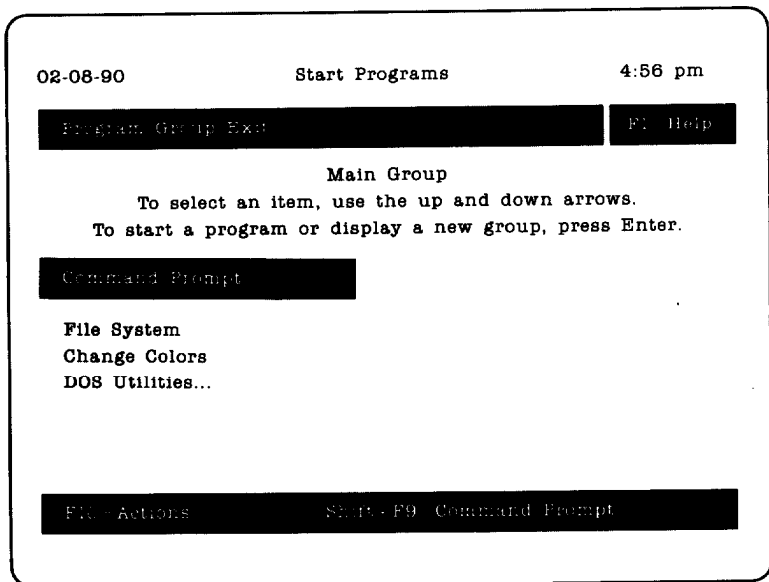 02-08-90 Start Programs 4:56 pm
Program Group Exit F1 Help
Main Group
To select an item, use the up and down arrows.
To start a program or display a new group, press Enter.
Command Prompt
File System
Change Colors
DOS Utilities...
F10 - Actions Shift - F9 Command Prompt